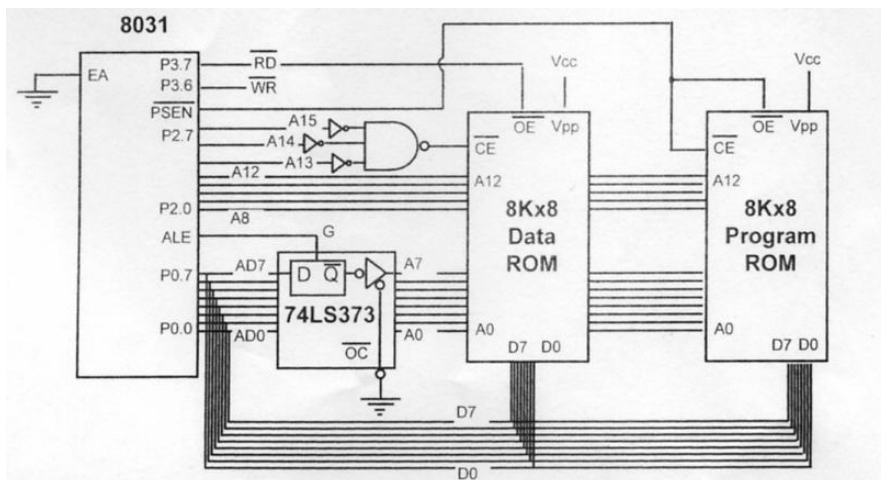 8031
EA
P3.7
P3.6
PSEN
P2.7
P2.0
ALE
P0.7
P0.0
RD
WR
A15
A14
A13
A12
A8
G
AD7
AD0
D Q
74LS373
OC
A7
A0
Vcc
OE Vpp
CE
A12
8Kx8
Data
ROM
A0
D7 D0
Vcc
OE Vpp
CE
A12
8Kx8
Program
ROM
A0
D7 D0
D7
D0